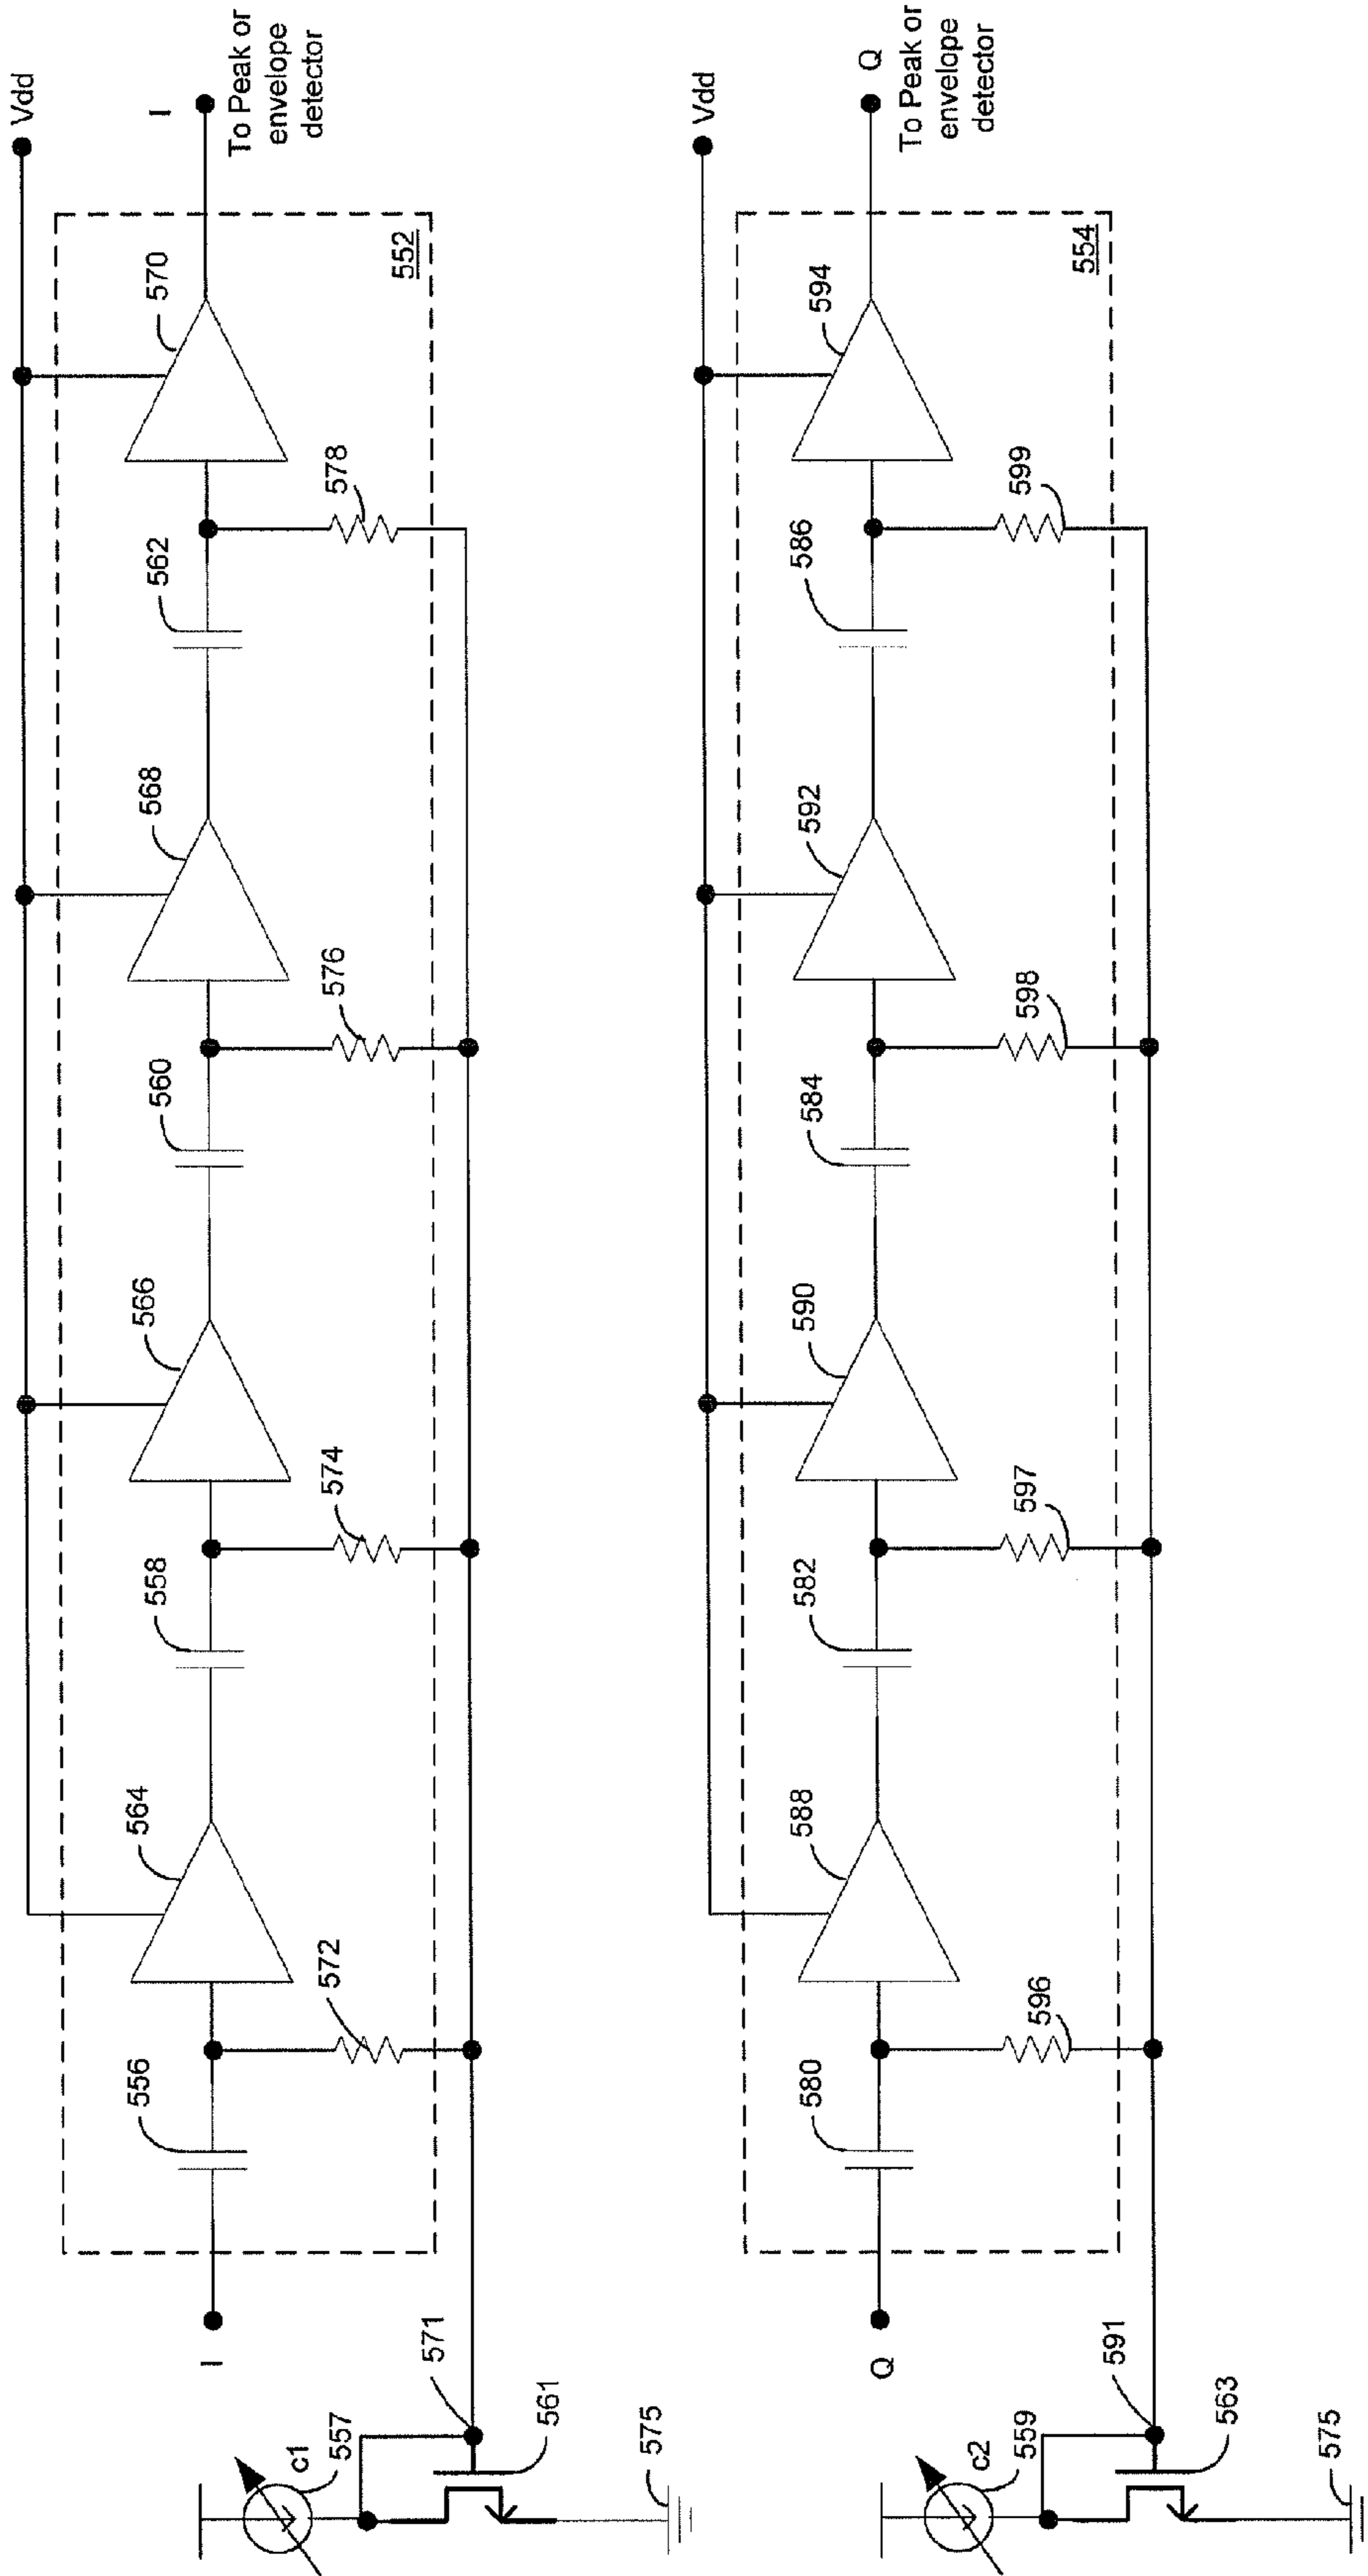 Vdd
I
To Peak or
envelope
detector
570
552
578
562
568
576
560
566
574
558
564
572
556
I
571
561
c1
557
575
Vdd
Q
To Peak or
envelope
detector
594
554
599
586
592
598
584
590
597
582
588
596
580
Q
591
563
c2
559
575